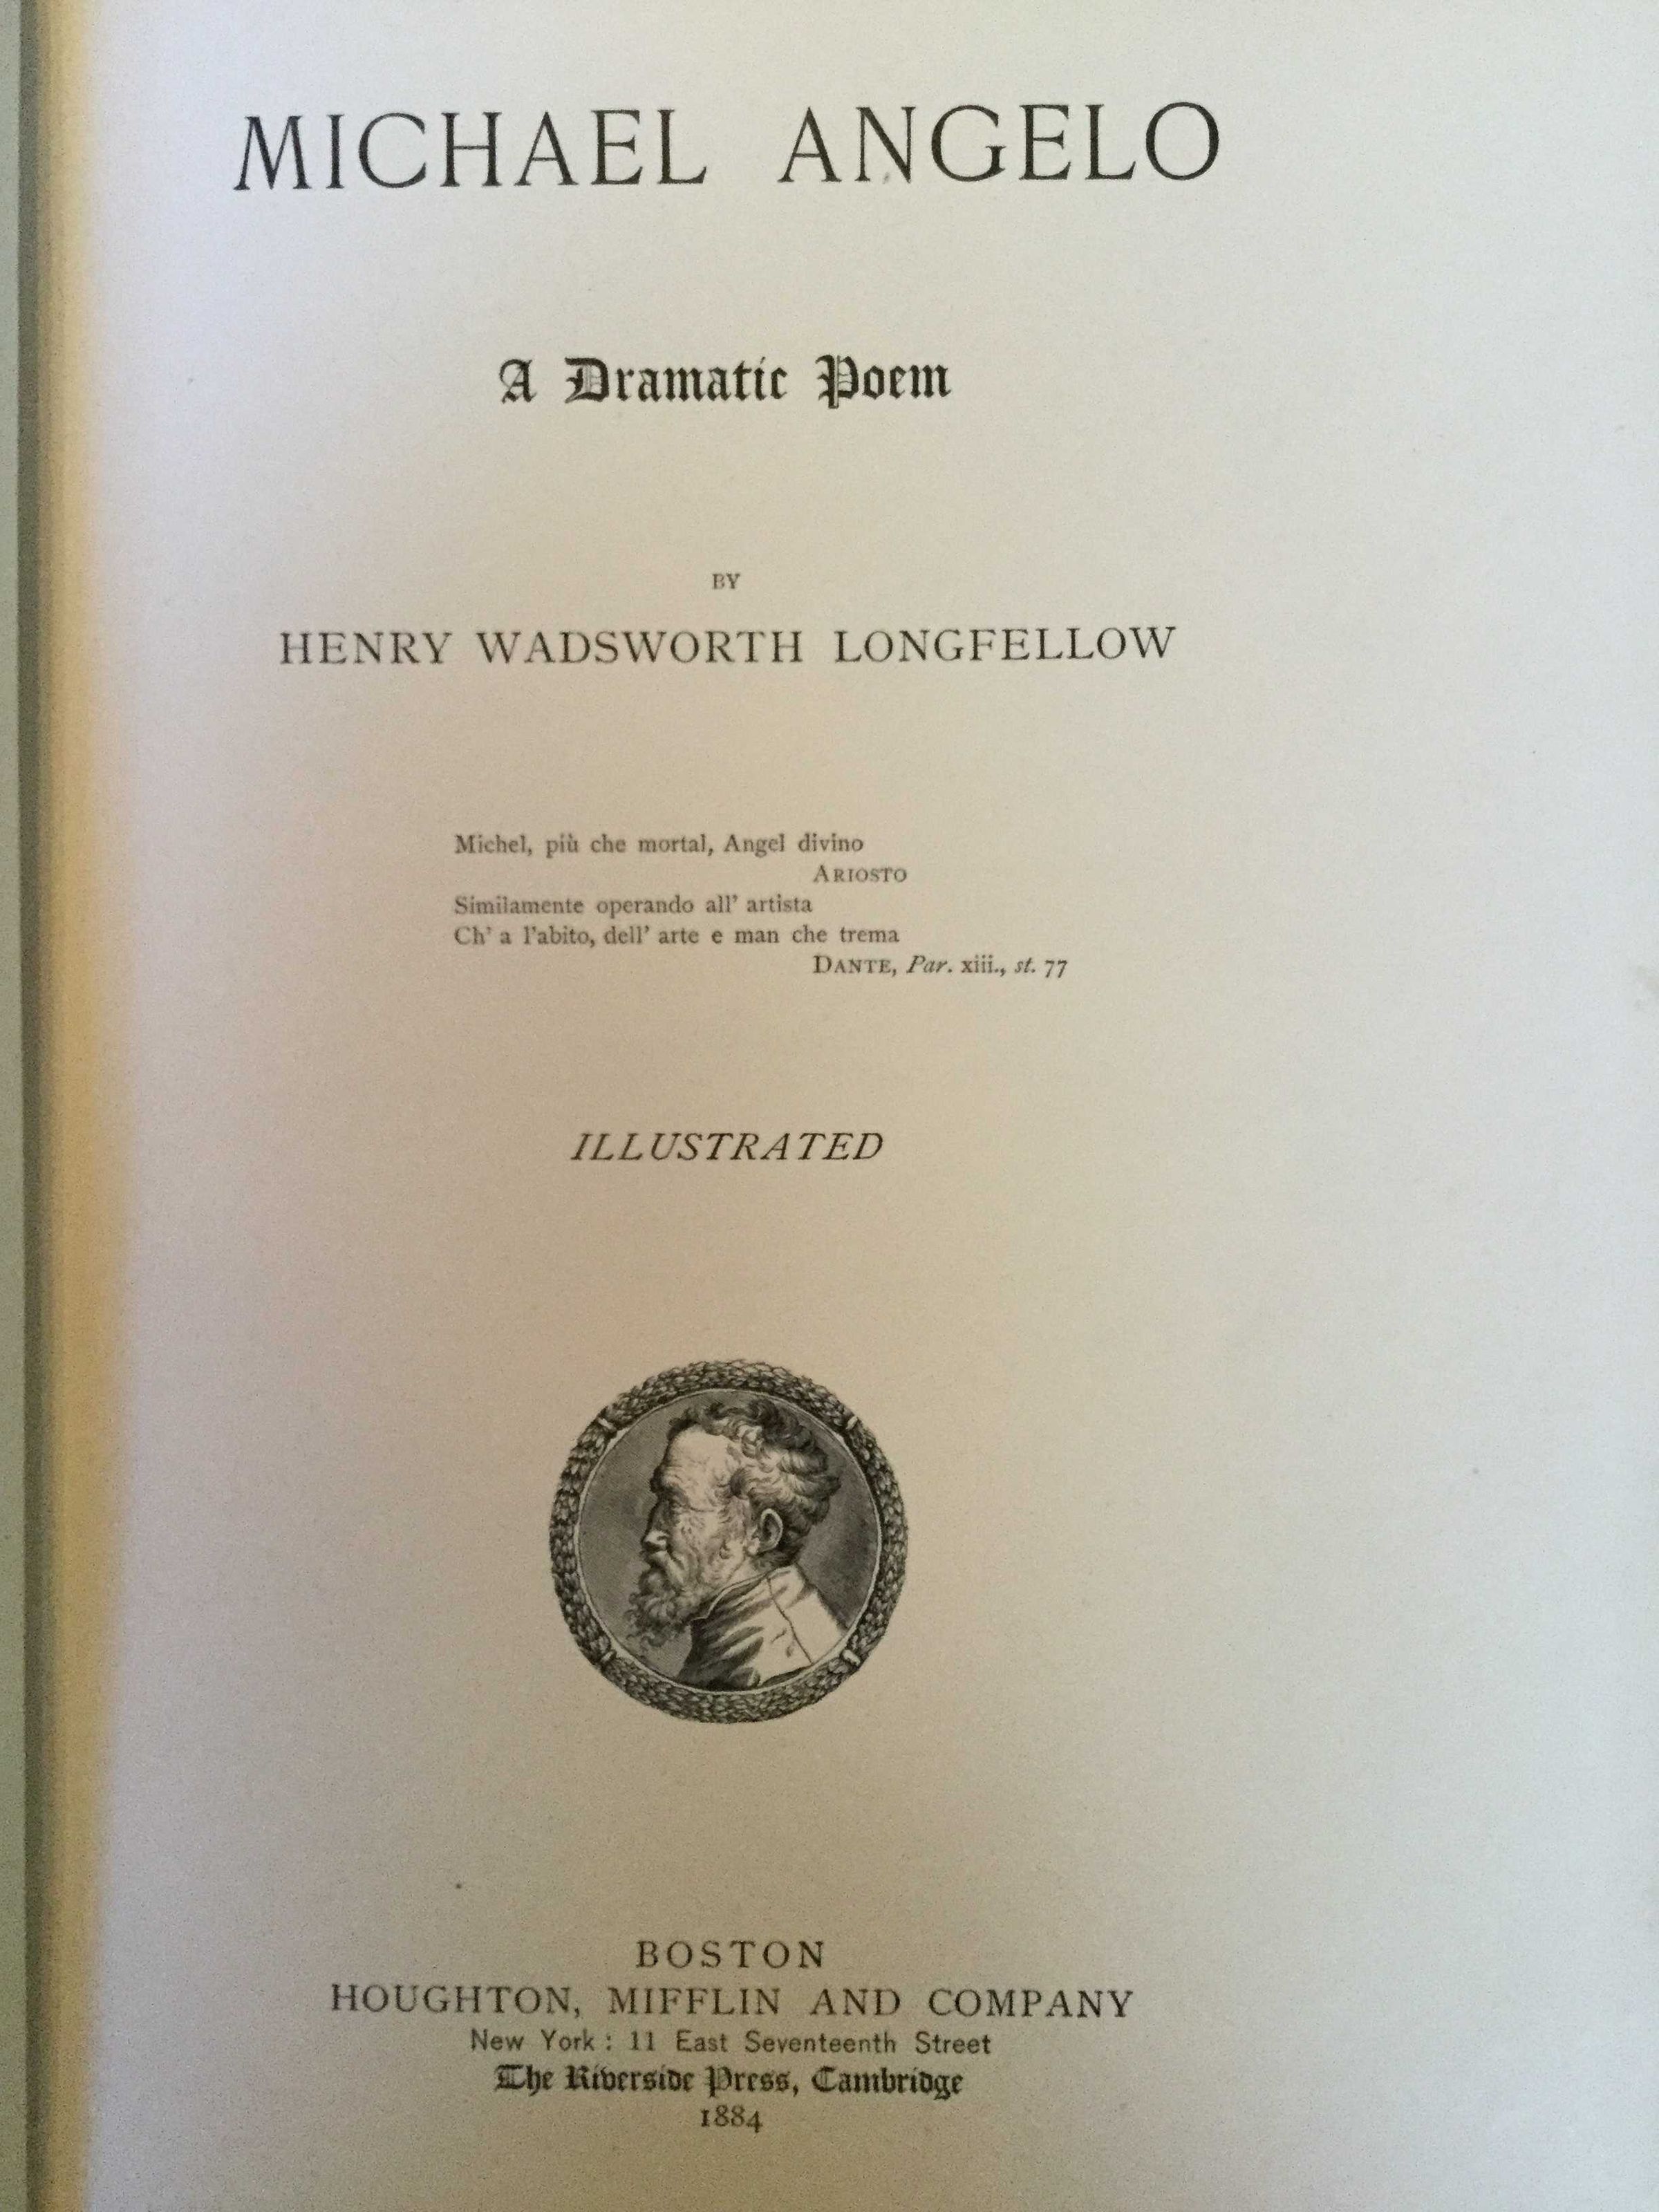 MICHAEL ANGELO
A Dramatic Poem
BY
HENRY WADSWORTH LONGFELLOW
Michel, più che mortal, Angel divino
ARIOSTO
Similamente operando all' artista
Ch' a l'abito, dell' arte e man che trema
DANTE, Par. xiii., st. 77
ILLUSTRATED
BOSTON
HOUGHTON, MIFFLIN AND COMPANY
New York: 11 East Seventeenth Street
The Riverside Press, Cambridge
1884